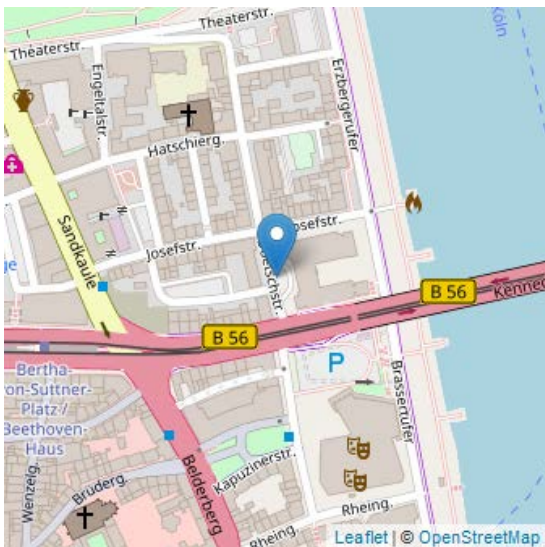 Theaterstr.
Theaterstr.
Köln
Engeltalstr.
Erzbergerufer
Hatschierg.
Sandkaule
Josefstr.
Josefstr.
B 56
B 56
P
Bertha-
von-Suttner-
Platz /
Beethoven-
Haus
Brassertufer
Wenzelg.
Brüderg.
Belderberg
Kapuzinerstr.
Rheing.
Rheing.
Leaflet | © OpenStreetMap